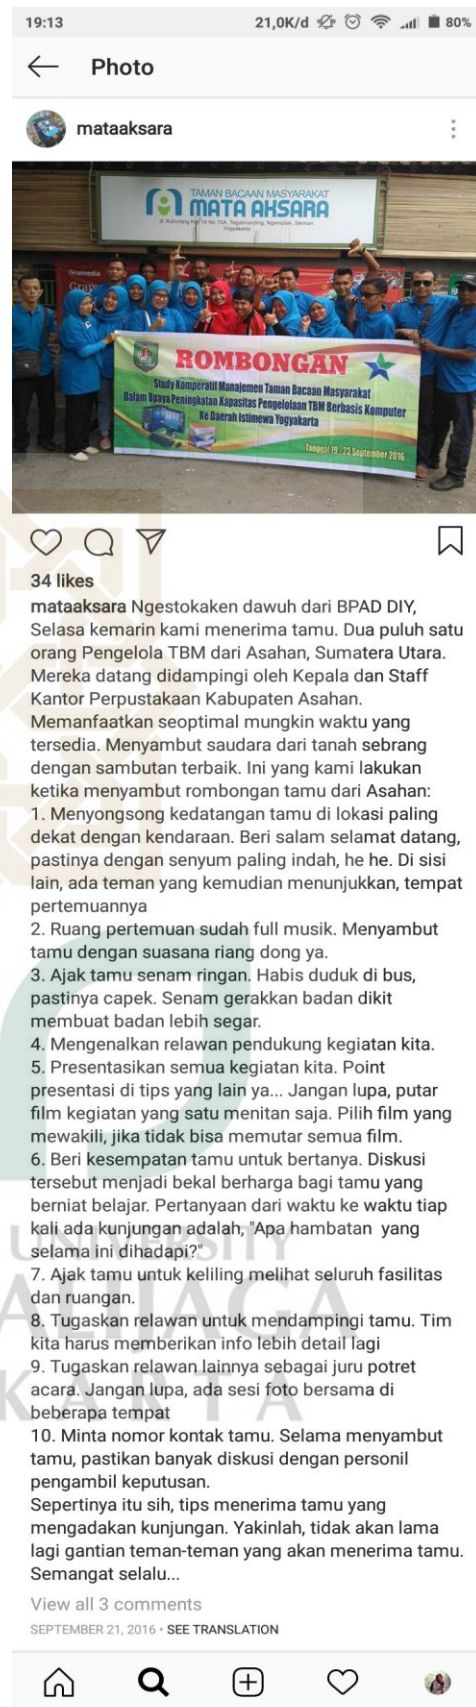 19:13
21,0K/d
80%
Photo
mataaksara
TAMAN BACAAN MASYARAKAT
MATA AKSARA
Jl. Kaliurang Km 14 No. 15A, Tegalmanding, Ngemplak, Sleman,
Yogyakarta
Gramedia
ROMBONGAN
Study Komperatif Manajemen Taman Bacaan Masyarakat
Dalam Upaya Peningkatan Kapasitas Pengelolaan TBM Berbasis Komputer
Ke Daerah Istimewa Yogyakarta
Tanggal 19 - 23 September 2016
34 likes
mataaksara Ngestokaken dawuh dari BPAD DIY,
Selasa kemarin kami menerima tamu. Dua puluh satu
orang Pengelola TBM dari Asahan, Sumatera Utara.
Mereka datang didampingi oleh Kepala dan Staff
Kantor Perpustakaan Kabupaten Asahan.
Memanfaatkan seoptimal mungkin waktu yang
tersedia. Menyambut saudara dari tanah sebrang
dengan sambutan terbaik. Ini yang kami lakukan
ketika menyambut rombongan tamu dari Asahan:
1. Menyongsong kedatangan tamu di lokasi paling
dekat dengan kendaraan. Beri salam selamat datang,
pastinya dengan senyum paling indah, he he. Di sisi
lain, ada teman yang kemudian menunjukkan, tempat
pertemuannya
2. Ruang pertemuan sudah full musik. Menyambut
tamu dengan suasana riang dong ya.
3. Ajak tamu senam ringan. Habis duduk di bus,
pastinya capek. Senam gerakkan badan dikit
membuat badan lebih segar.
4. Mengenalkan relawan pendukung kegiatan kita.
5. Presentasikan semua kegiatan kita. Point
presentasi di tips yang lain ya... Jangan lupa, putar
film kegiatan yang satu menitan saja. Pilih film yang
mewakili, jika tidak bisa memutar semua film.
6. Beri kesempatan tamu untuk bertanya. Diskusi
tersebut menjadi bekal berharga bagi tamu yang
berniat belajar. Pertanyaan dari waktu ke waktu tiap
kali ada kunjungan adalah, "Apa hambatan yang
selama ini dihadapi?"
7. Ajak tamu untuk keliling melihat seluruh fasilitas
dan ruangan.
8. Tugaskan relawan untuk mendampingi tamu. Tim
kita harus memberikan info lebih detail lagi
9. Tugaskan relawan lainnya sebagai juru potret
acara. Jangan lupa, ada sesi foto bersama di
beberapa tempat
10. Minta nomor kontak tamu. Selama menyambut
tamu, pastikan banyak diskusi dengan personil
pengambil keputusan.
Sepertinya itu sih, tips menerima tamu yang
mengadakan kunjungan. Yakinlah, tidak akan lama
lagi gantian teman-teman yang akan menerima tamu.
Semangat selalu...
View all 3 comments
SEPTEMBER 21, 2016 • SEE TRANSLATION